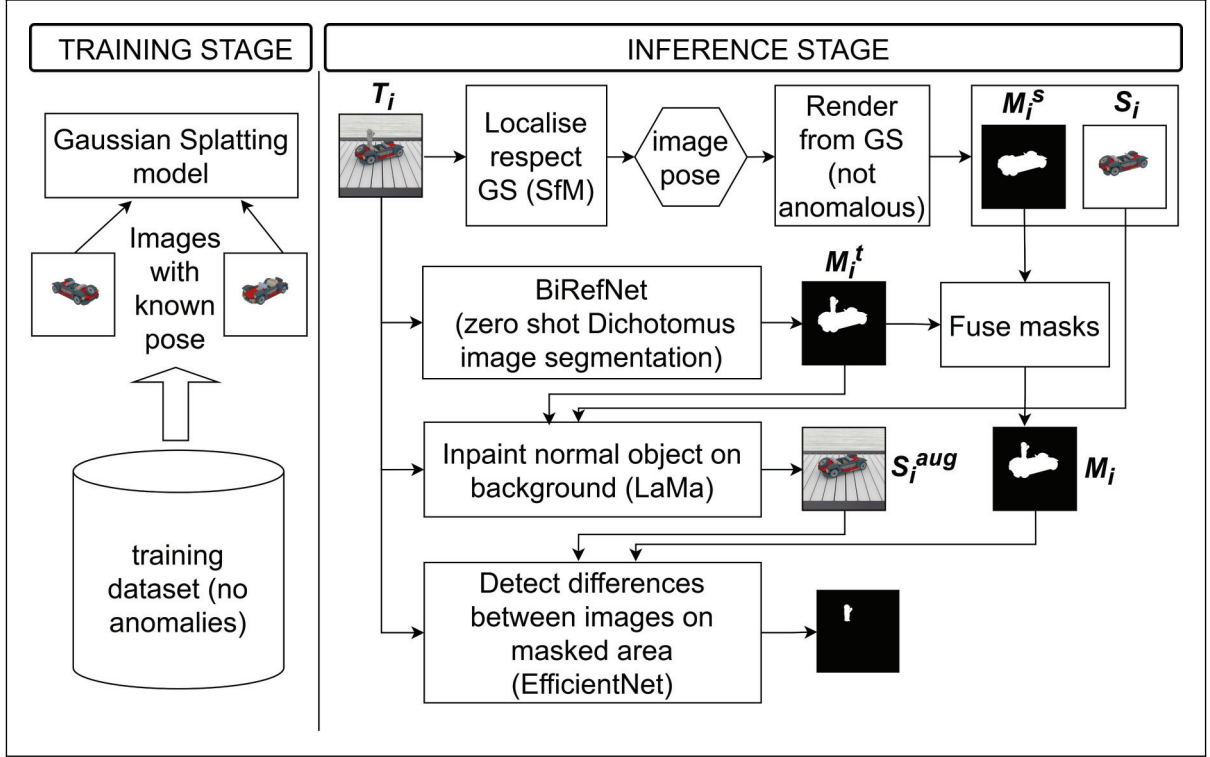 TRAINING STAGE
INFERENCE STAGE
Gaussian Splatting
model
Images
with
known
pose
training
dataset (no
anomalies)
T_i
Localise
respect
GS (SfM)
image
pose
Render
from GS
(not
anomalous)
M_i^s
S_i
BiRefNet
(zero shot Dichotomus
image segmentation)
M_i^t
Fuse masks
Inpaint normal object on
background (LaMa)
S_i^aug
M_i
Detect differences
between images on
masked area
(EfficientNet)